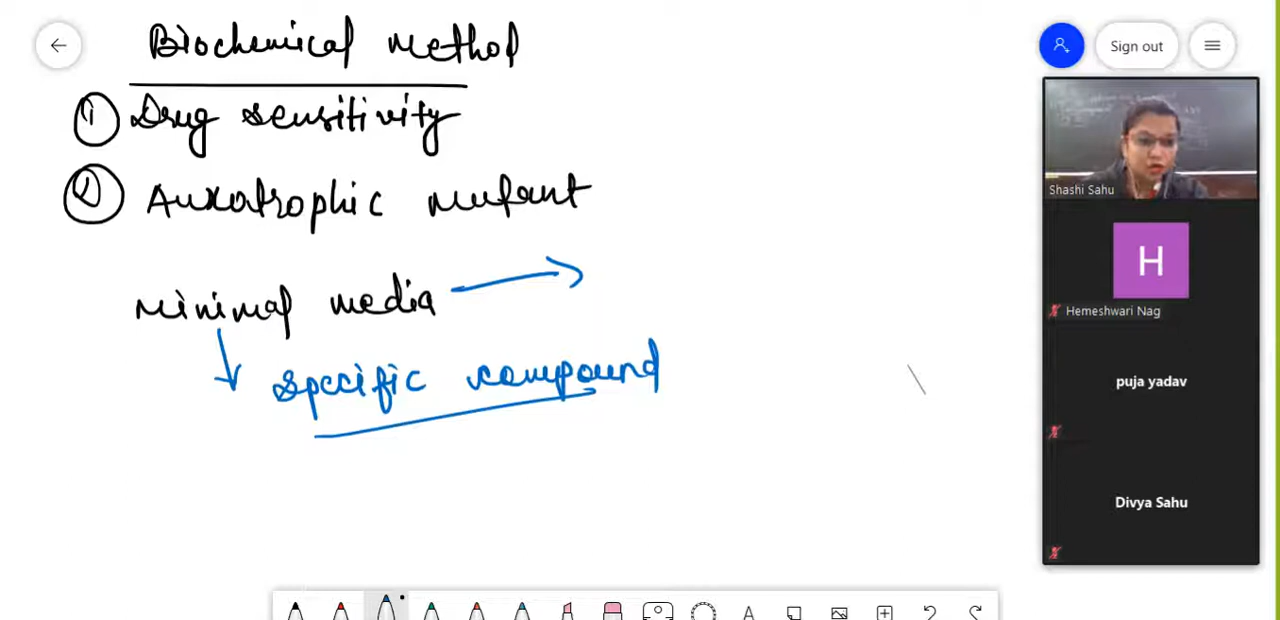 Biochemical Method
① Drug sensitivity
② Auxotrophic mutant
Minimal media
Specific compound
Sign out
Shashi Sahu
H
Hemeshwari Nag
puja yadav
Divya Sahu
A